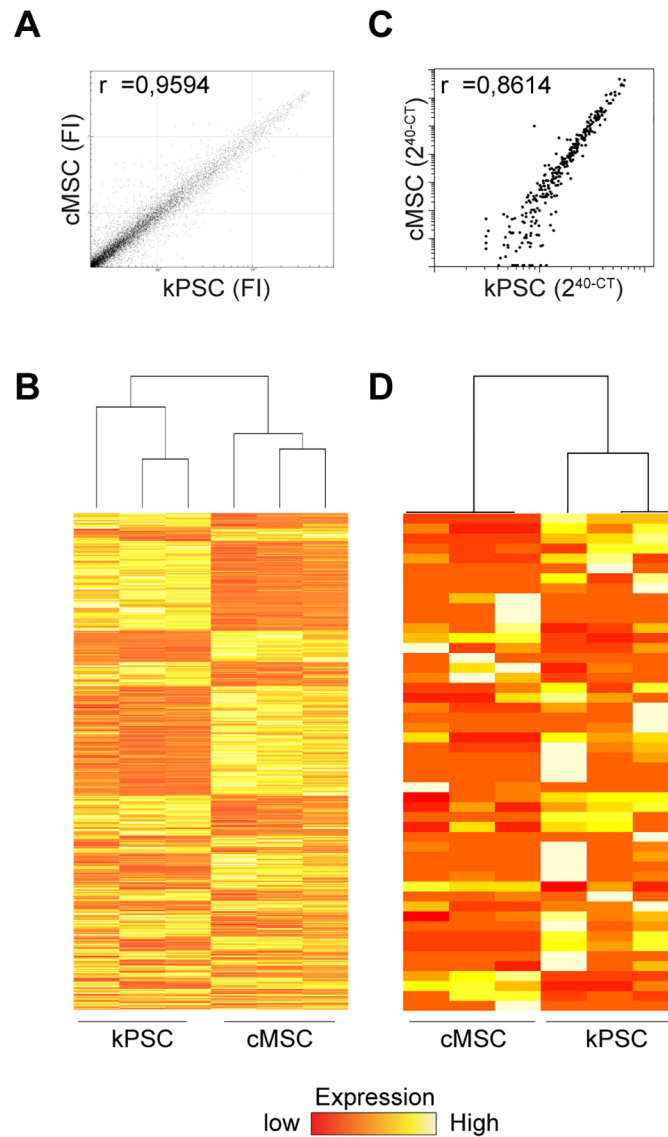 A
r =0,9594
cMSC (FI)
kPSC (FI)
C
r =0,8614
cMSC (2^40-CT)
kPSC (2^40-CT)
B
kPSC
cMSC
D
cMSC
kPSC
Expression
low
High